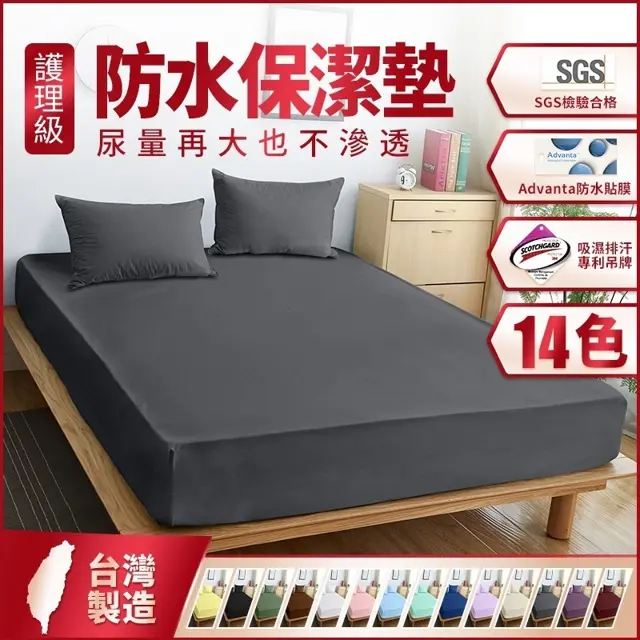 護理級
防水保潔墊
尿量再大也不滲透
SGS
SGS檢驗合格
Advanta
Advanta防水貼膜
SCOTCHGARD
3M
吸濕排汗
專利吊牌
14色
台灣
製造